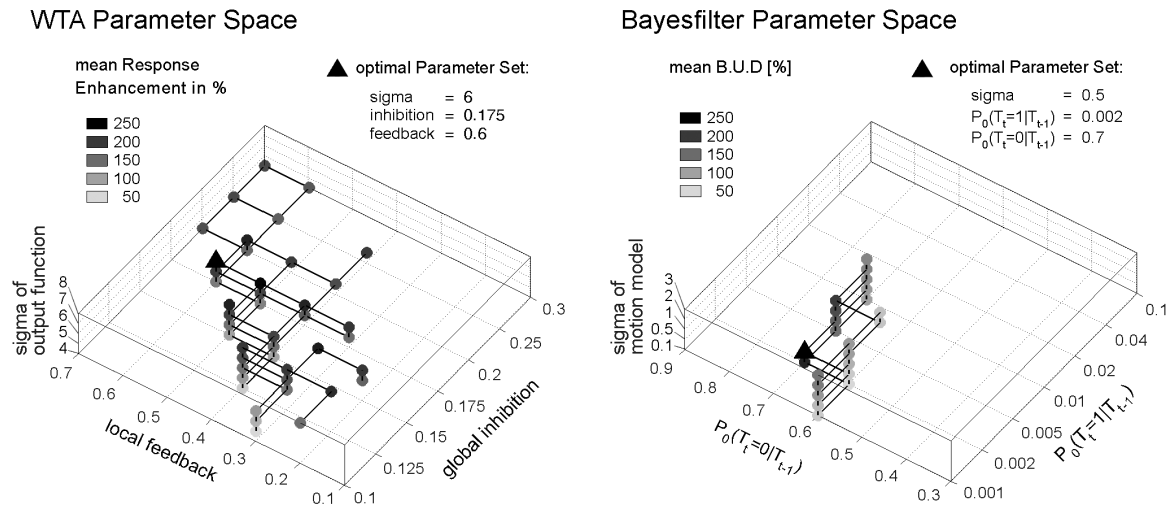 WTA Parameter Space
mean Response
Enhancement in %
250
200
150
100
50
optimal Parameter Set:
sigma = 6
inhibition = 0.175
feedback = 0.6
sigma of
output function
8
7
6
5
4
0.7
0.6
0.5
0.4
0.3
0.2
0.1
local feedback
0.1
0.125
0.15
0.175
0.2
0.25
0.3
global inhibition
Bayesfilter Parameter Space
mean B.U.D [%]
250
200
150
100
50
optimal Parameter Set:
sigma = 0.5
P₀(Tₜ=1|Tₜ₋₁) = 0.002
P₀(Tₜ=0|Tₜ₋₁) = 0.7
sigma of
motion model
3
2
1
0.5
0.1
0.9
0.8
0.7
0.6
0.5
0.4
0.3
P₀(Tₜ=0|Tₜ₋₁)
0.001
0.002
0.005
0.01
0.02
0.04
0.1
P₀(Tₜ=1|Tₜ₋₁)